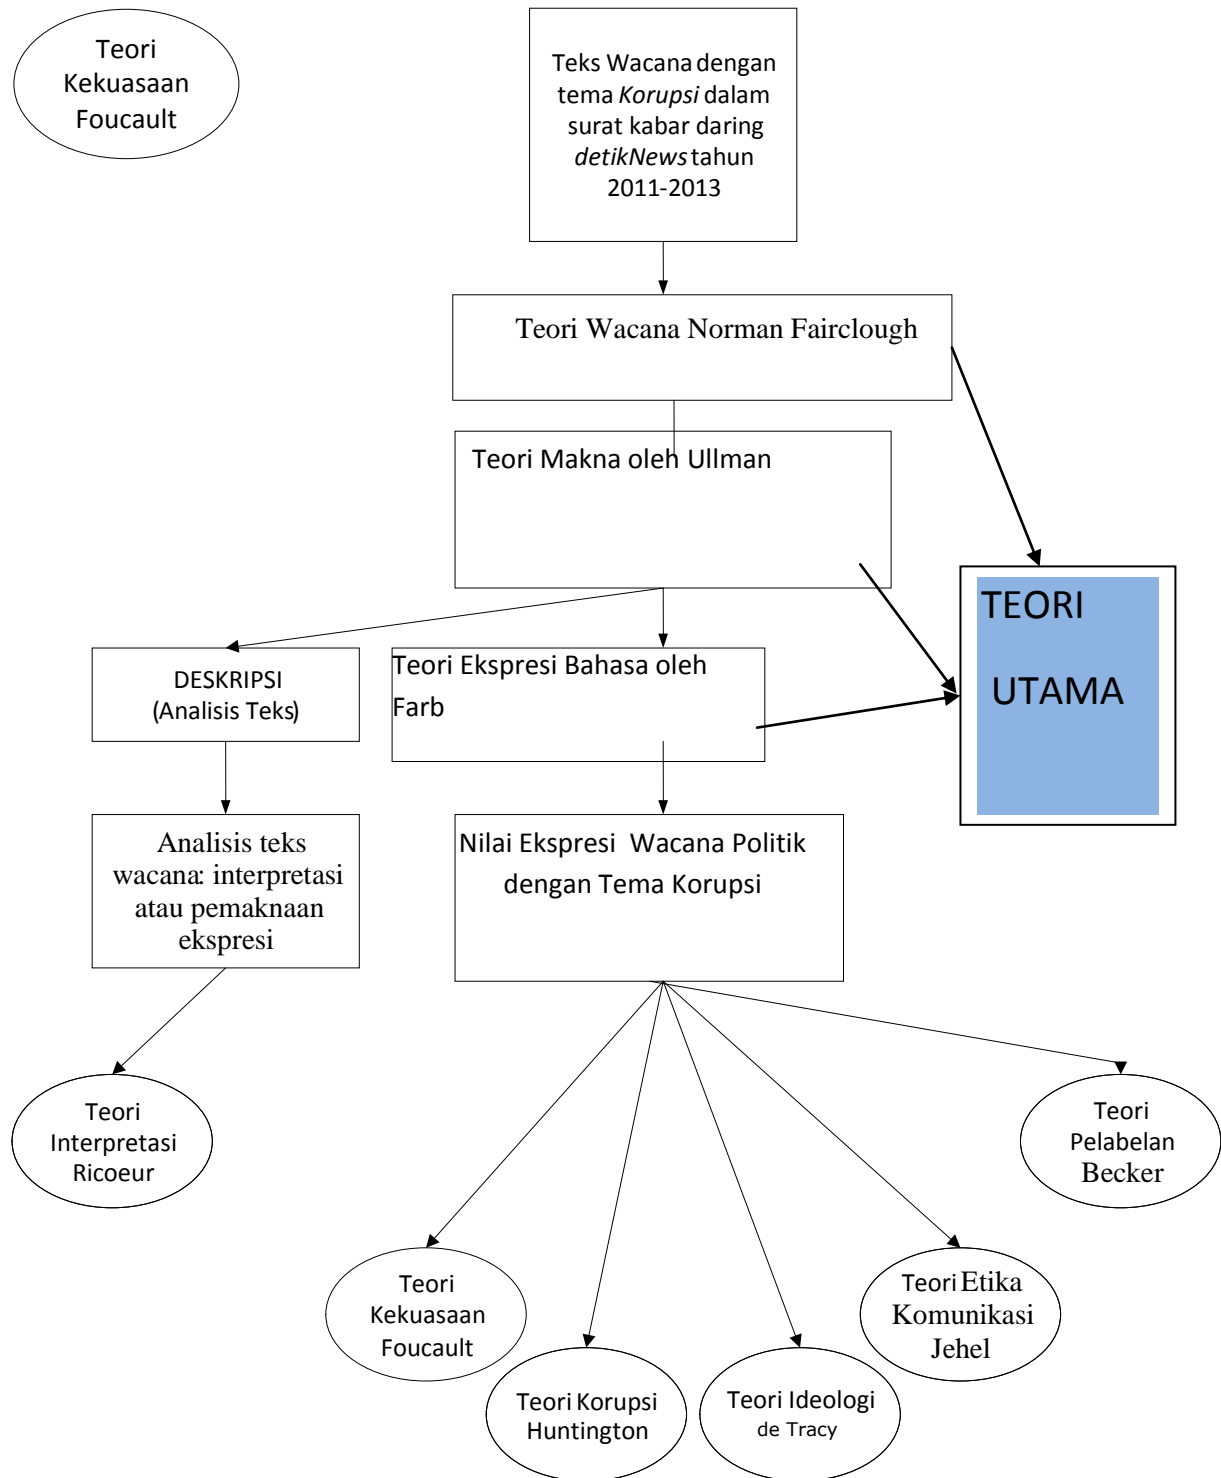 Teori
Kekuasaan
Foucault
Teks Wacana dengan
tema Korupsi dalam
surat kabar daring
detikNews tahun
2011-2013
Teori Wacana Norman Fairclough
Teori Makna oleh Ullman
TEORI
UTAMA
DESKRIPSI
(Analisis Teks)
Teori Ekspresi Bahasa oleh
Farb
Analisis teks
wacana: interpretasi
atau pemaknaan
ekspresi
Nilai Ekspresi Wacana Politik
dengan Tema Korupsi
Teori
Interpretasi
Ricoeur
Teori
Pelabelan
Becker
Teori
Kekuasaan
Foucault
Teori Etika
Komunikasi
Jehel
Teori Korupsi
Huntington
Teori Ideologi
de Tracy